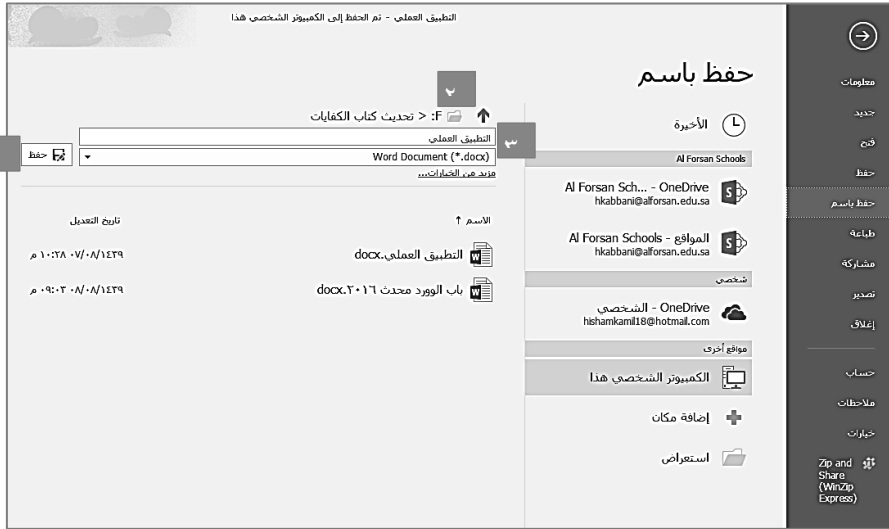 التطبيق العملي - تم الحفظ إلى الكمبيوتر الشخصي هذا
معلومات
جديد
فتح
حفظ
حفظ باسم
طباعة
مشاركة
تصدير
إغلاق
حساب
ملاحظات
خيارات
Zip and
Share
(WinZip
Express)
حفظ باسم
الأخيرة
Al Forsan Schools
Al Forsan Sch... - OneDrive
hkabbani@alforsan.edu.sa
المواقع - Al Forsan Schools
hkabbani@alforsan.edu.sa
شخصي
OneDrive - الشخصي
hishamkamil18@hotmail.com
مواقع أخرى
الكمبيوتر الشخصي هذا
إضافة مكان
استعراض
F: > تحديث كتاب الكفايات
التطبيق العملي
Word Document (*.docx)
حفظ
مزيد من الخيارات...
الاسم ↑ تاريخ التعديل
التطبيق العملي.docx ٠٧/٠٨/١٤٣٩ ١٠:٢٨ م
باب الوورد محدث ٢٠١٦.docx ٠٨/٠٨/١٤٣٩ ٠٩:٠٣ م